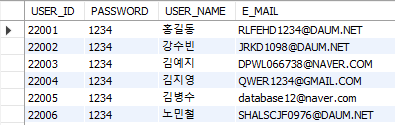 USER_ID PASSWORD USER_NAME E_MAIL
22001 1234 홍길동 RLFEHD1234@DAUM.NET
22002 1234 강수빈 JRKD1098@DAUM.NET
22003 1234 김예지 DPWL066738@NAVER.COM
22004 1234 김지영 QWER1234@GMAIL.COM
22005 1234 김병수 database12@naver.com
22006 1234 노민철 SHALSCJF0976@DAUM.NET